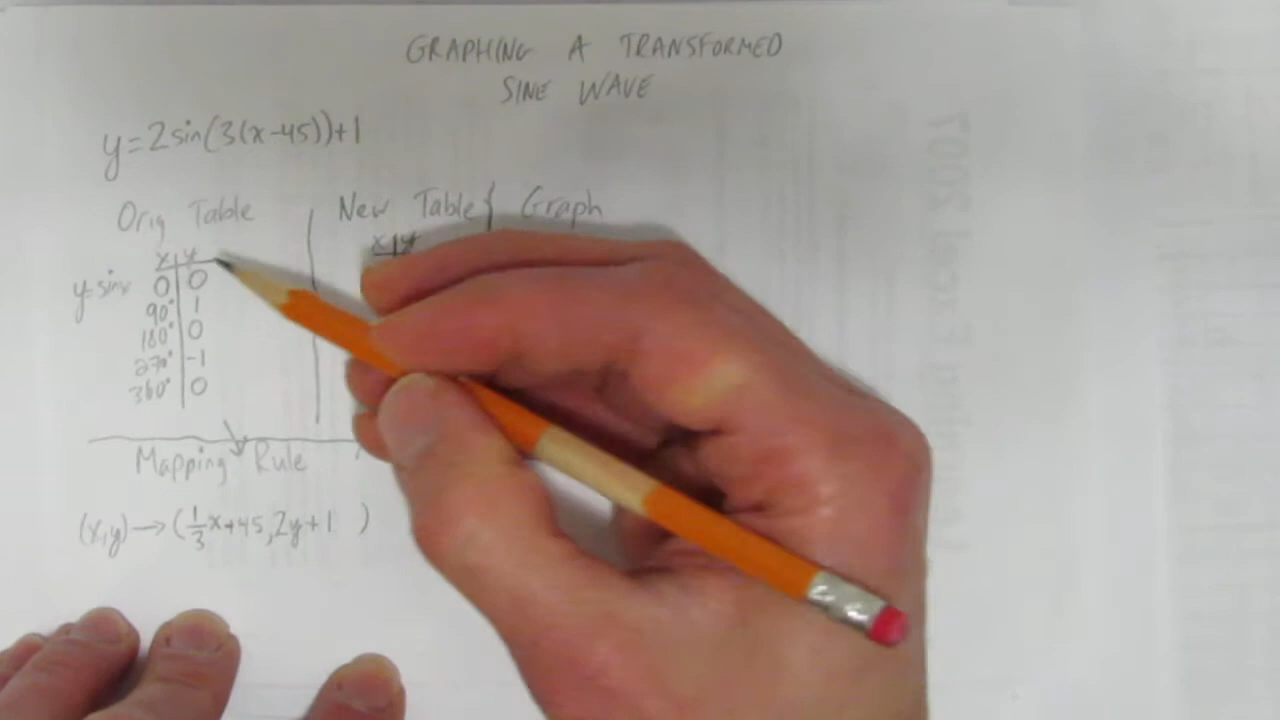 GRAPHING A TRANSFORMED
SINE WAVE
y=2sin(3(x-45))+1
Orig Table
New Table
Graph
x y
x y
y=sinx
0 0
90° 1
180° 0
270° -1
360° 0
Mapping Rule
(x,y)→(1/3x+45,2y+1 )